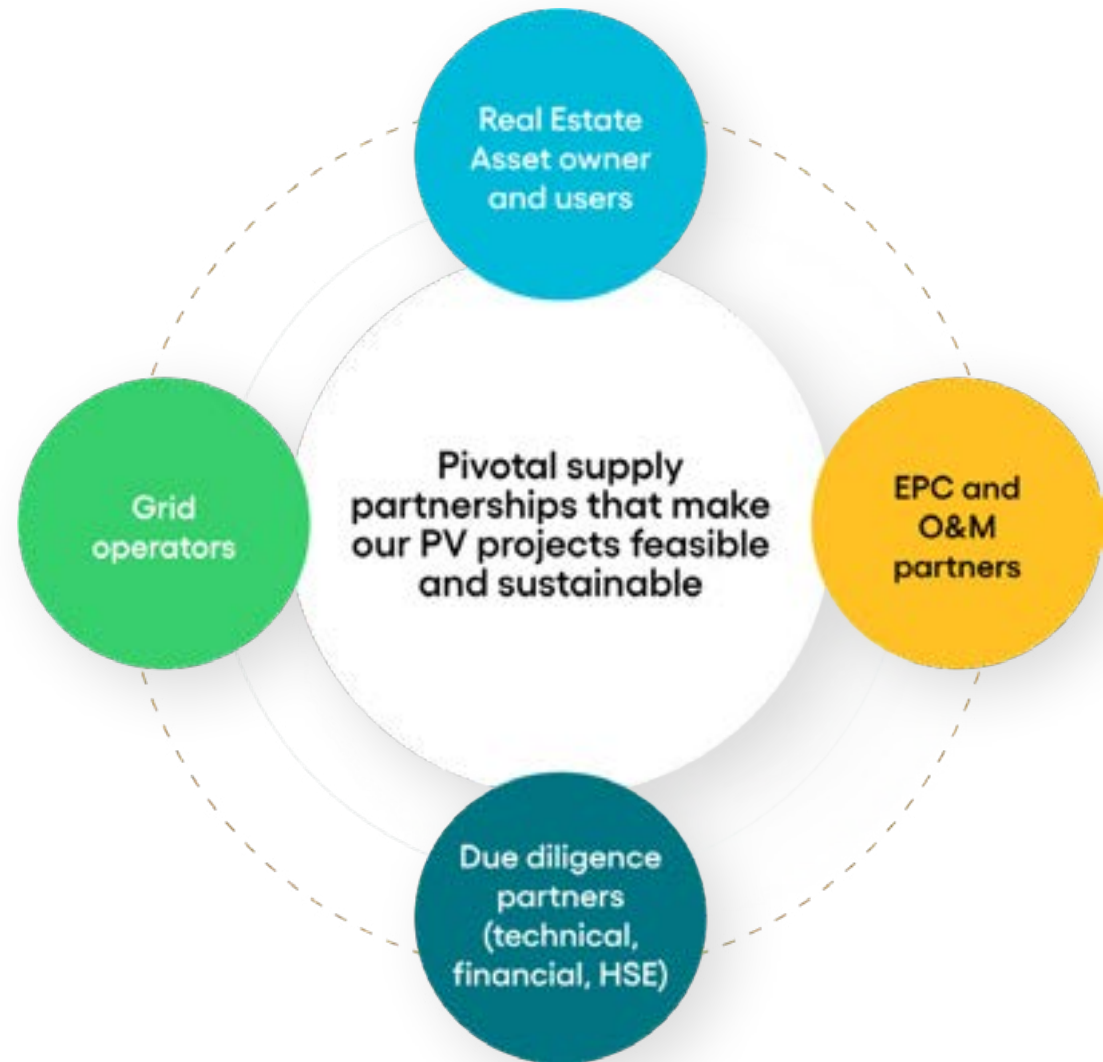 Real Estate
Asset owner
and users
Grid
operators
Pivotal supply
partnerships that make
our PV projects feasible
and sustainable
EPC and
O&M
partners
Due diligence
partners
(technical,
financial, HSE)